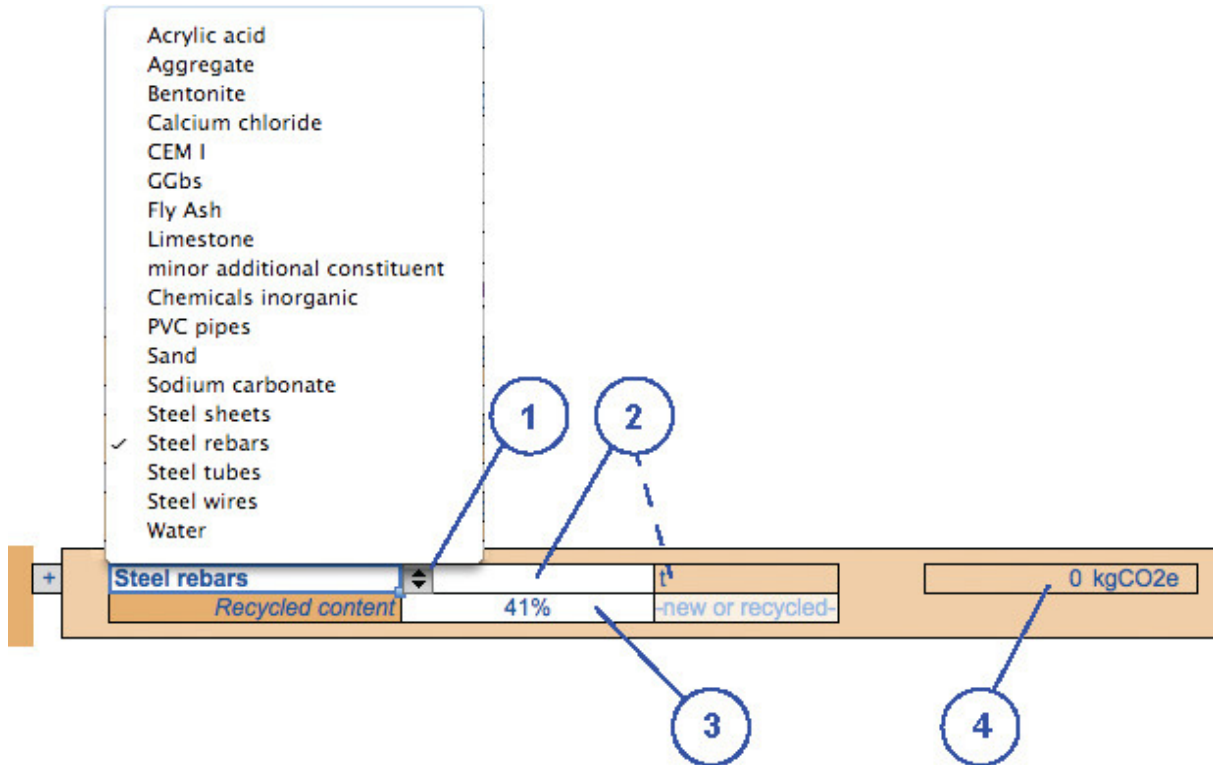 Acrylic acid
Aggregate
Bentonite
Calcium chloride
CEM I
GGbs
Fly Ash
Limestone
minor additional constituent
Chemicals inorganic
PVC pipes
Sand
Sodium carbonate
Steel sheets
✓ Steel rebars
Steel tubes
Steel wires
Water
1 2
+ Steel rebars t 0 kgCO2e
Recycled content 41% -new or recycled-
3 4